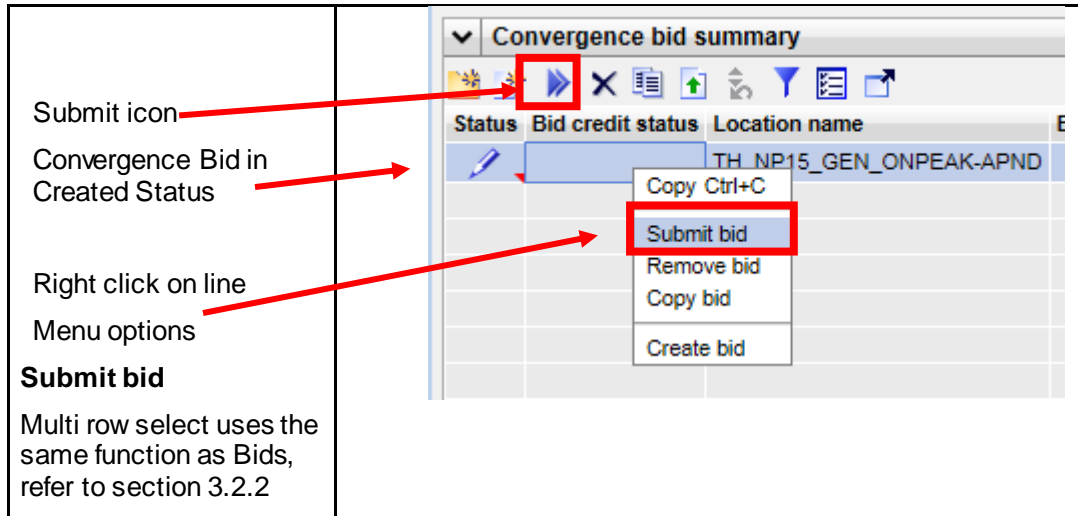 Submit icon
Convergence Bid in
Created Status
Right click on line
Menu options
Submit bid
Multi row select uses the
same function as Bids,
refer to section 3.2.2
Convergence bid summary
Status Bid credit status Location name
TH_NP15_GEN_ONPEAK-APND
Copy Ctrl+C
Submit bid
Remove bid
Copy bid
Create bid